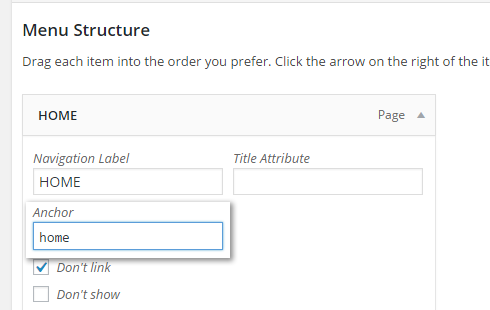 Menu Structure
Drag each item into the order you prefer. Click the arrow on the right of the it
HOME Page
Navigation Label Title Attribute
HOME
Anchor
home
Don't link
Don't show